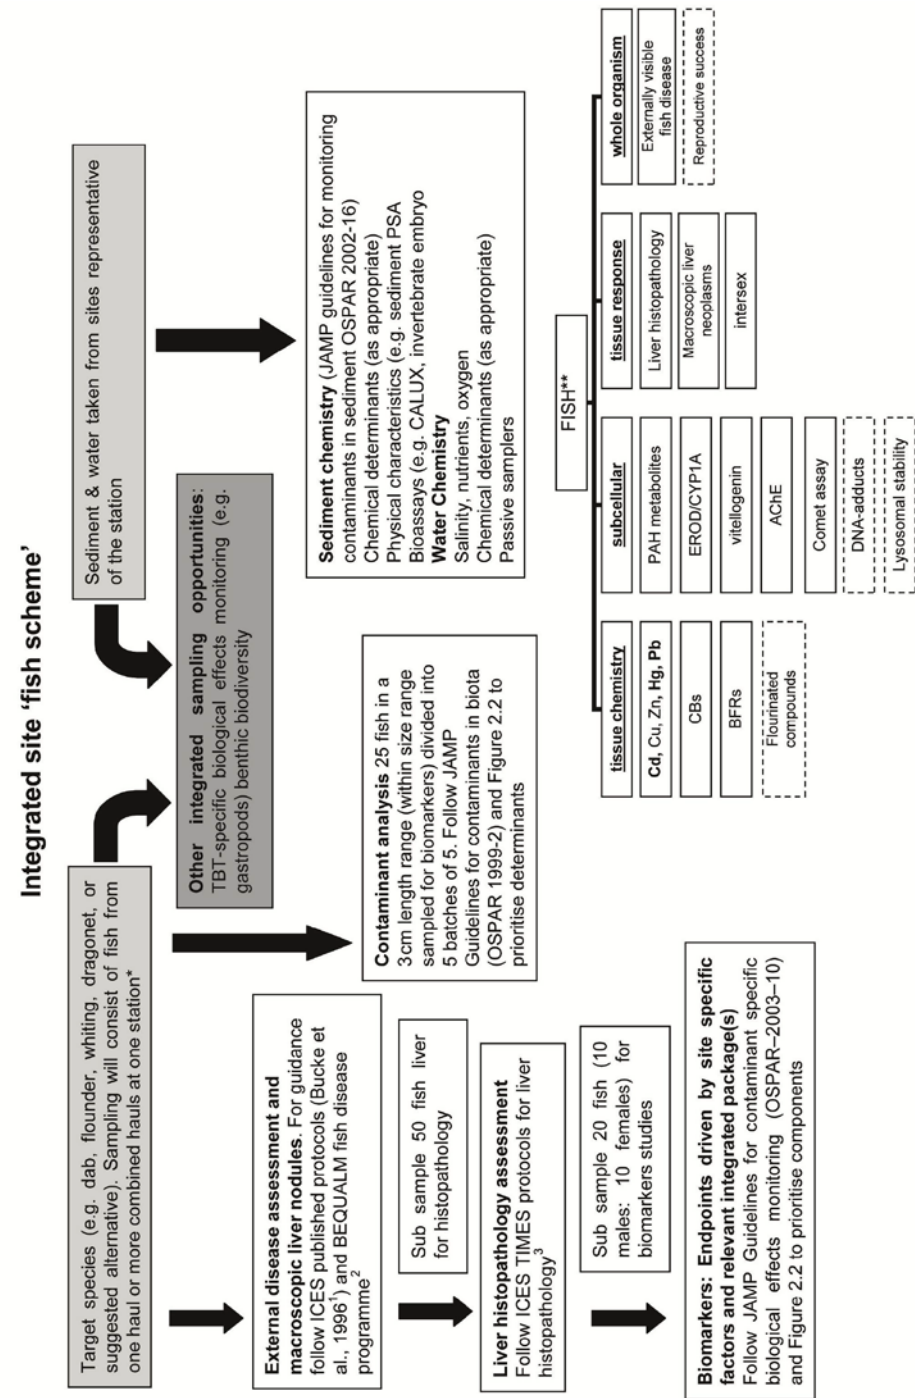 Integrated site 'fish scheme'
Target species (e.g. dab, flounder, whiting, dragonet, or
suggested alternative). Sampling will consist of fish from
one haul or more combined hauls at one station*
Sediment & water taken from sites representative
of the station
Other integrated sampling opportunities:
TBT-specific biological effects monitoring (e.g.
gastropods) benthic biodiversity
External disease assessment and
macroscopic liver nodules. For guidance
follow ICES published protocols (Bucke et
al., 1996¹) and BEQUALM fish disease
programme²
Sub sample 50 fish liver
for histopathology
Liver histopathology assessment
Follow ICES TIMES protocols for liver
histopathology³
Sub sample 20 fish (10
males: 10 females) for
biomarkers studies
Biomarkers: Endpoints driven by site specific
factors and relevant integrated package(s)
Follow JAMP Guidelines for contaminant specific
biological effects monitoring (OSPAR–2003–10)
and Figure 2.2 to prioritise components
Contaminant analysis 25 fish in a
3cm length range (within size range
sampled for biomarkers) divided into
5 batches of 5. Follow JAMP
Guidelines for contaminants in biota
(OSPAR 1999-2) and Figure 2.2 to
prioritise determinants
Sediment chemistry (JAMP guidelines for monitoring
contaminants in sediment OSPAR 2002-16)
Chemical determinants (as appropriate)
Physical characteristics (e.g. sediment PSA
Bioassays (e.g. CALUX, invertebrate embryo
Water Chemistry
Salinity, nutrients, oxygen
Chemical determinants (as appropriate)
Passive samplers
FISH**
tissue chemistry
Cd, Cu, Zn, Hg, Pb
CBs
BFRs
Flourinated
compounds
subcellular
PAH metabolites
EROD/CYP1A
vitellogenin
AChE
Comet assay
DNA-adducts
Lysosomal stability
tissue response
Liver histopathology
Macroscopic liver
neoplasms
intersex
whole organism
Externally visible
fish disease
Reproductive success